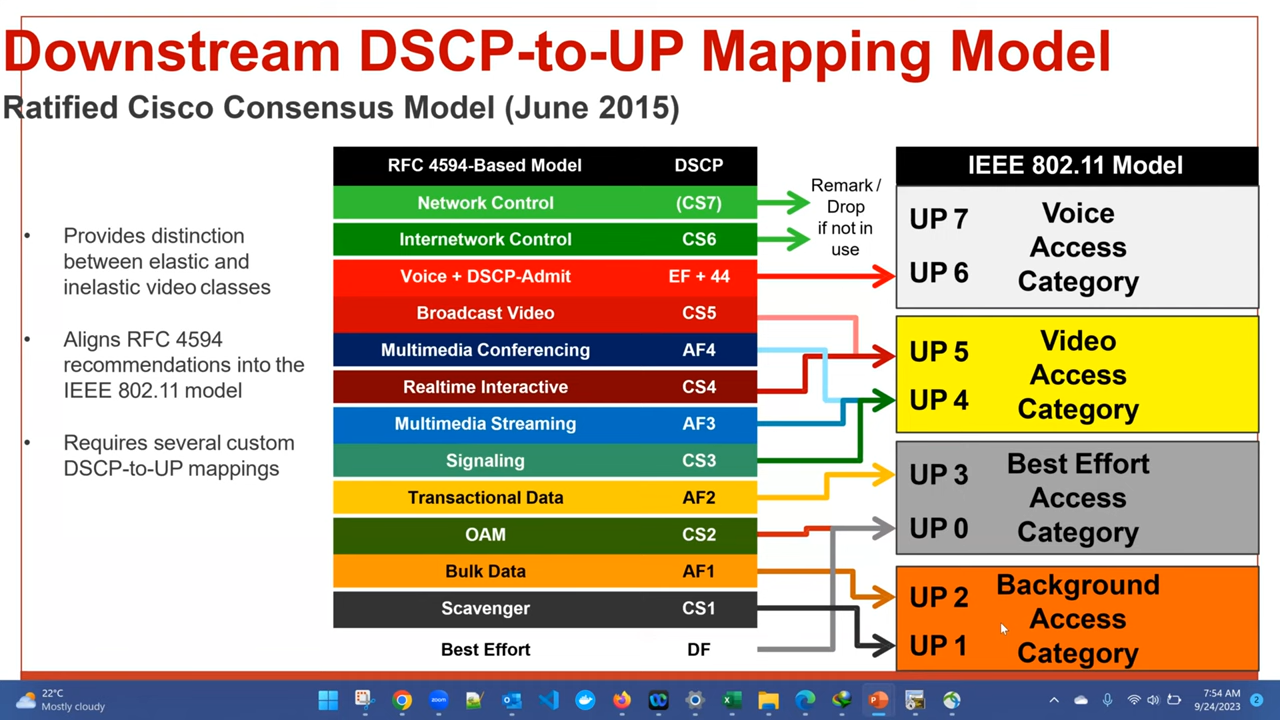 Downstream DSCP-to-UP Mapping Model
Ratified Cisco Consensus Model (June 2015)
• Provides distinction
between elastic and
inelastic video classes
• Aligns RFC 4594
recommendations into the
IEEE 802.11 model
• Requires several custom
DSCP-to-UP mappings
RFC 4594-Based Model DSCP
Network Control (CS7)
Internetwork Control CS6
Voice + DSCP-Admit EF + 44
Broadcast Video CS5
Multimedia Conferencing AF4
Realtime Interactive CS4
Multimedia Streaming AF3
Signaling CS3
Transactional Data AF2
OAM CS2
Bulk Data AF1
Scavenger CS1
Best Effort DF
Remark /
Drop
if not in
use
IEEE 802.11 Model
UP 7
UP 6
Voice
Access
Category
UP 5
UP 4
Video
Access
Category
UP 3
UP 0
Best Effort
Access
Category
UP 2
UP 1
Background
Access
Category
22°C
Mostly cloudy
zoom
7:54 AM
9/24/2023
2